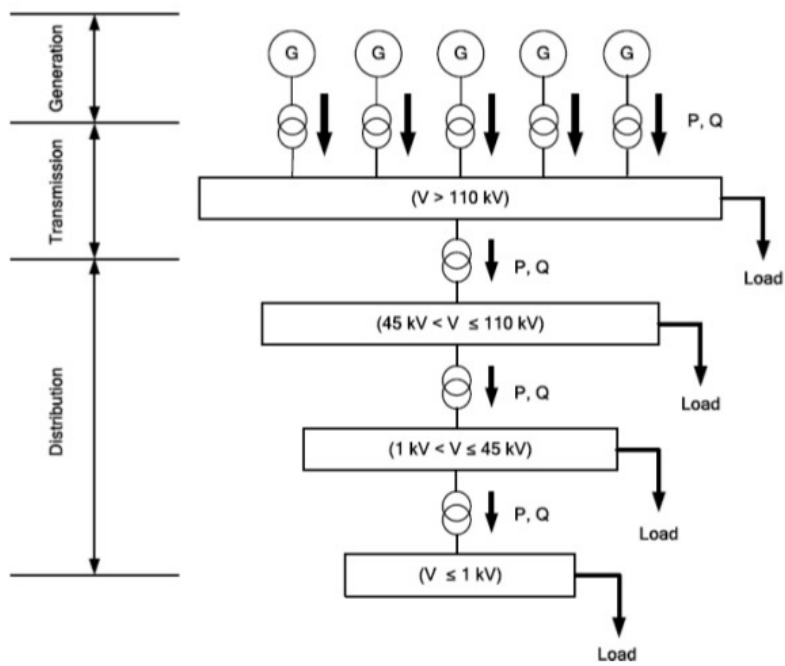 Generation
G G G G G
P, Q
Transmission
(V > 110 kV)
Load
P, Q
(45 kV < V ≤ 110 kV)
Load
Distribution
P, Q
(1 kV < V ≤ 45 kV)
Load
P, Q
(V ≤ 1 kV)
Load